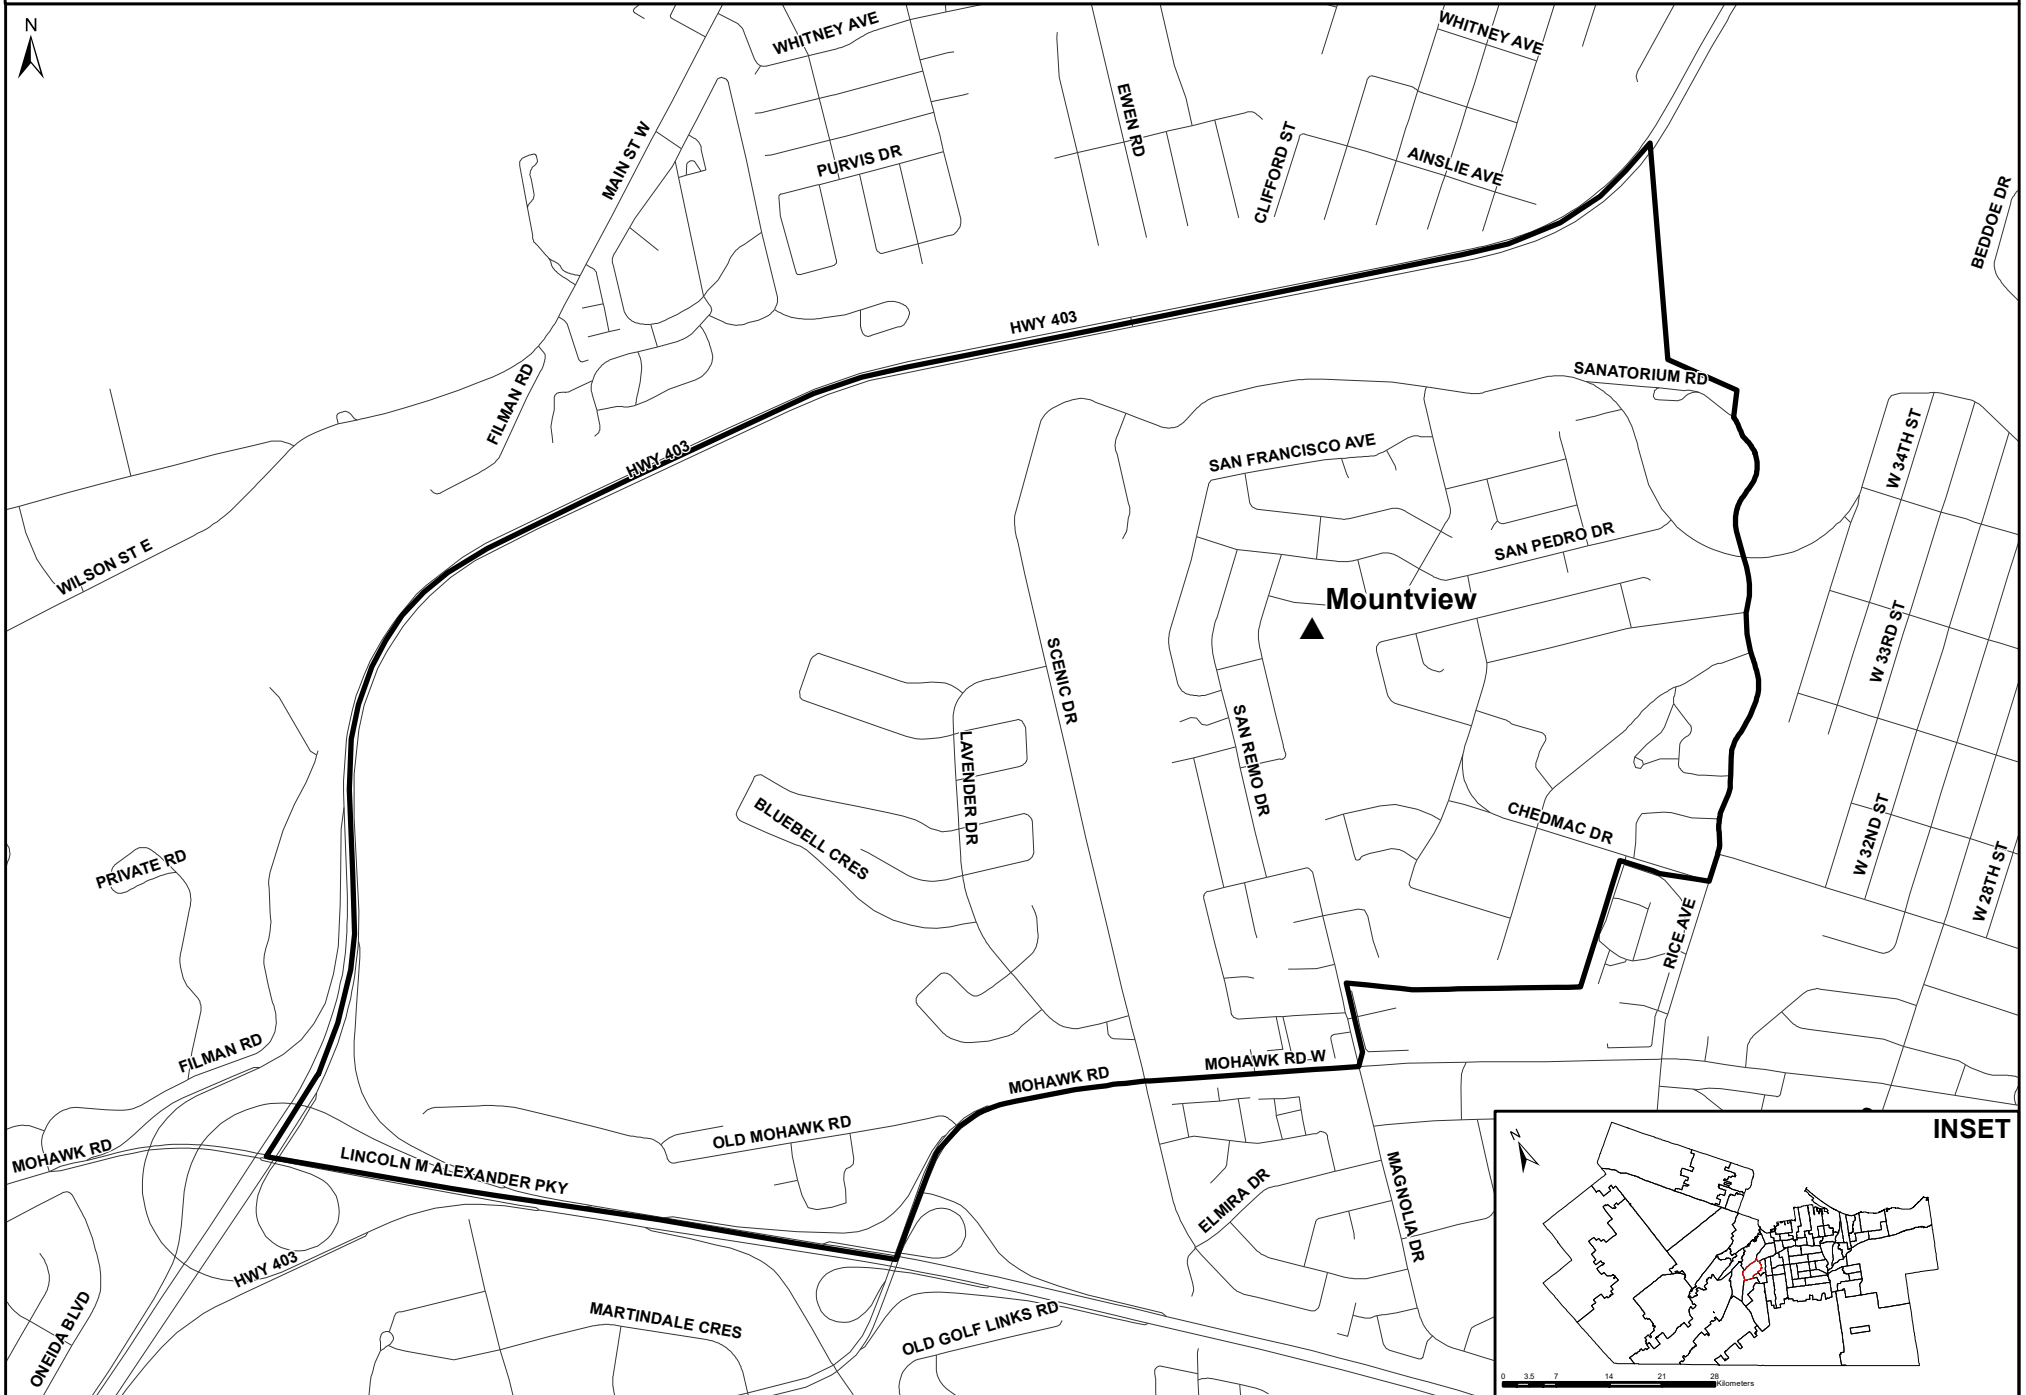 N
WHITNEY AVE
WHITNEY AVE
MAIN ST W
EWEN RD
PURVIS DR
CLIFFORD ST
AINSLIE AVE
BEDDOE DR
HWY 403
FILMAN RD
SANATORIUM RD
HWY 403
SAN FRANCISCO AVE
W 34TH ST
WILSON ST E
SAN PEDRO DR
Mountview
SCENIC DR
W 33RD ST
LAVENDER DR
SAN REMO DR
BLUEBELL CRES
CHEDMAC DR
W 32ND ST
PRIVATE RD
W 28TH ST
RICE AVE
FILMAN RD
MOHAWK RD W
MOHAWK RD
OLD MOHAWK RD
MOHAWK RD
LINCOLN M ALEXANDER PKY
ELMIRA DR
MAGNOLIA DR
HWY 403
ONEIDA BLVD
MARTINDALE CRES
OLD GOLF LINKS RD
INSET
N
0 3.5 7 14 21 28
Kilometers